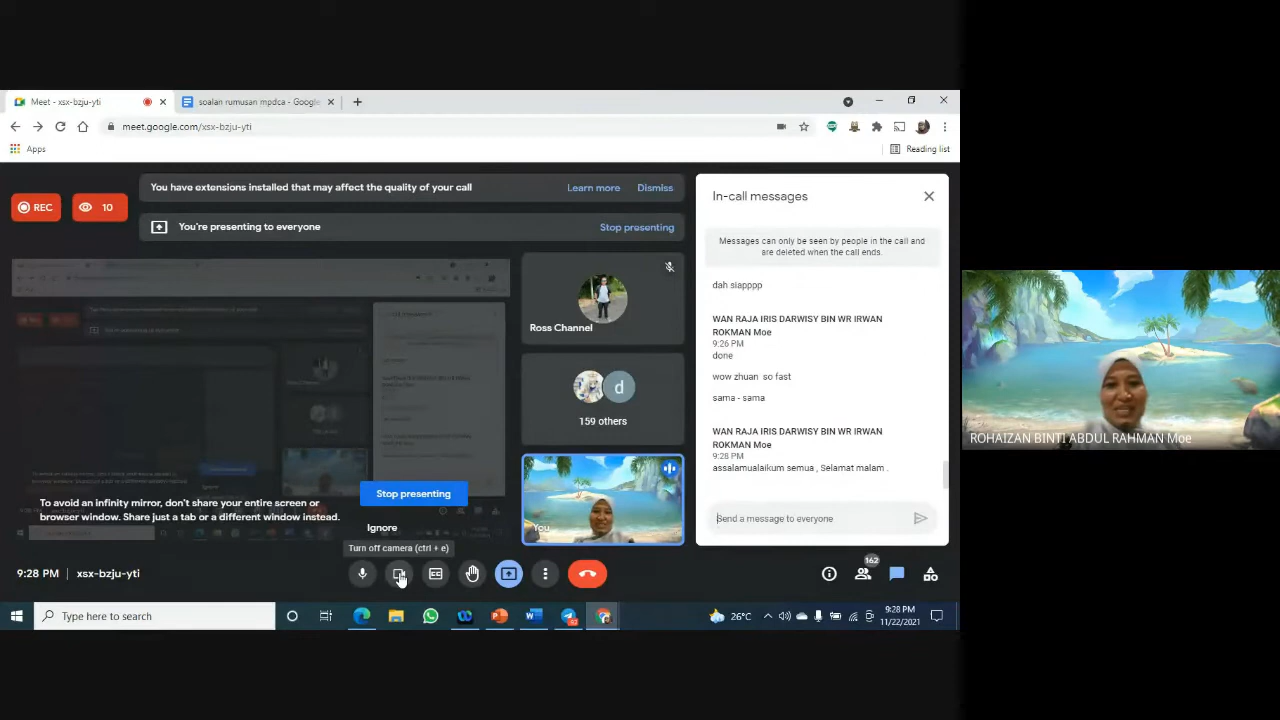 Meet - xsx-bzju-yti
soalan rumusan mpdca - Google
meet.google.com/xsx-bzju-yti
Apps
Reading list
REC
10
You have extensions installed that may affect the quality of your call
Learn more
Dismiss
You're presenting to everyone
Stop presenting
Ross Channel
159 others
You
To avoid an infinity mirror, don't share your entire screen or
browser window. Share just a tab or a different window instead.
Stop presenting
Ignore
Turn off camera (ctrl + e)
9:28 PM | xsx-bzju-yti
In-call messages
Messages can only be seen by people in the call and
are deleted when the call ends.
dah siapppp
WAN RAJA IRIS DARWISY BIN WR IRWAN
ROKMAN Moe
9:26 PM
done
wow zhuan so fast
sama - sama
WAN RAJA IRIS DARWISY BIN WR IRWAN
ROKMAN Moe
9:28 PM
assalamualaikum semua , Selamat malam .
Send a message to everyone
162
ROHAIZAN BINTI ABDUL RAHMAN Moe
Type here to search
26°C
9:28 PM
11/22/2021